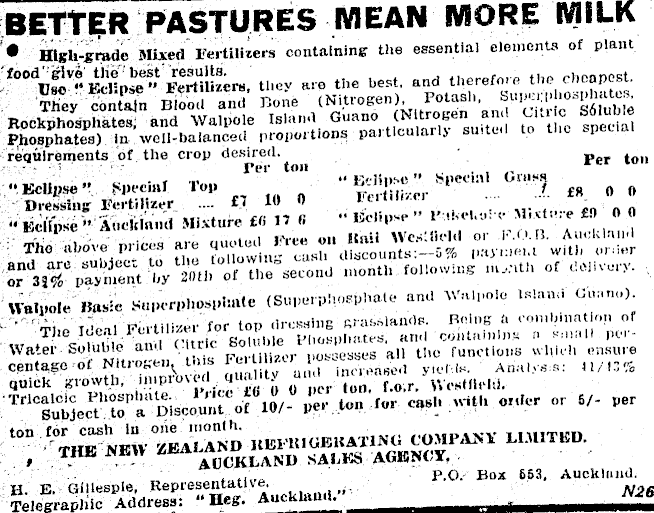 BETTER PASTURES MEAN MORE MILK
• High-grade Mixed Fertilizers containing the essential elements of plant
food give the best results.
Use "Eclipse" Fertilizers, they are the best, and therefore the cheapest.
They contain Blood and Bone (Nitrogen), Potash, Superphosphates,
Rockphosphates, and Walpole Island Guano (Nitrogen and Citric Soluble
Phosphates) in well-balanced proportions particularly suited to the special
requirements of the crop desired.
Per ton
"Eclipse" Special Top
Dressing Fertilizer .... £7 10 0
"Eclipse" Auckland Mixture £6 17 6
Per ton
"Eclipse" Special Grass
Fertilizer .... .... £8 0 0
"Eclipse" Pukekohe Mixture £9 0 0
The above prices are quoted Free on Rail Westfield or F.O.B. Auckland
and are subject to the following cash discounts:—5% payment with order
or 3¾% payment by 20th of the second month following month of delivery.
Walpole Basic Superphosphate (Superphosphate and Walpole Island Guano).
The Ideal Fertilizer for top dressing grasslands. Being a combination of
Water Soluble and Citric Soluble Phosphates, and containing a small per-
centage of Nitrogen, this Fertilizer possesses all the functions which ensure
quick growth, improved quality and increased yields. Analysis: 41/43%
Tricalcic Phosphate. Price £6 0 0 per ton, f.o.r. Westfield.
Subject to a Discount of 10/- per ton for cash with order or 5/- per
ton for cash in one month.
THE NEW ZEALAND REFRIGERATING COMPANY LIMITED.
AUCKLAND SALES AGENCY,
H. E. Gillespie, Representative. P.O. Box 553, Auckland.
Telegraphic Address: "Heg. Auckland."
N26